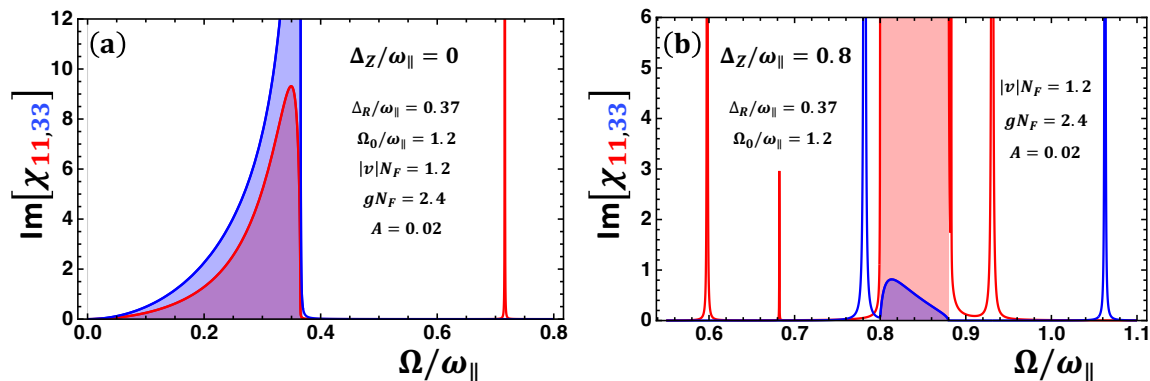 (a)
Δ_Z/ω_∥ = 0
Δ_R/ω_∥ = 0.37
Ω_0/ω_∥ = 1.2
|v|N_F = 1.2
gN_F = 2.4
A = 0.02
Im[χ_11,33]
12
10
8
6
4
2
0
0.0 0.2 0.4 0.6 0.8
Ω/ω_∥
(b)
Δ_Z/ω_∥ = 0.8
Δ_R/ω_∥ = 0.37
Ω_0/ω_∥ = 1.2
|v|N_F = 1.2
gN_F = 2.4
A = 0.02
Im[χ_11,33]
6
5
4
3
2
1
0
0.6 0.7 0.8 0.9 1.0 1.1
Ω/ω_∥